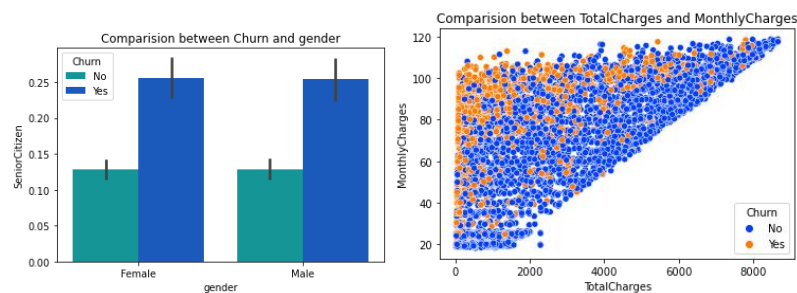 Comparision between Churn and gender
Churn
No
Yes
SeniorCitizen
0.25
0.20
0.15
0.10
0.05
0.00
Female
Male
gender
Comparision between TotalCharges and MonthlyCharges
MonthlyCharges
120
100
80
60
40
20
Churn
No
Yes
0
2000
4000
6000
8000
TotalCharges